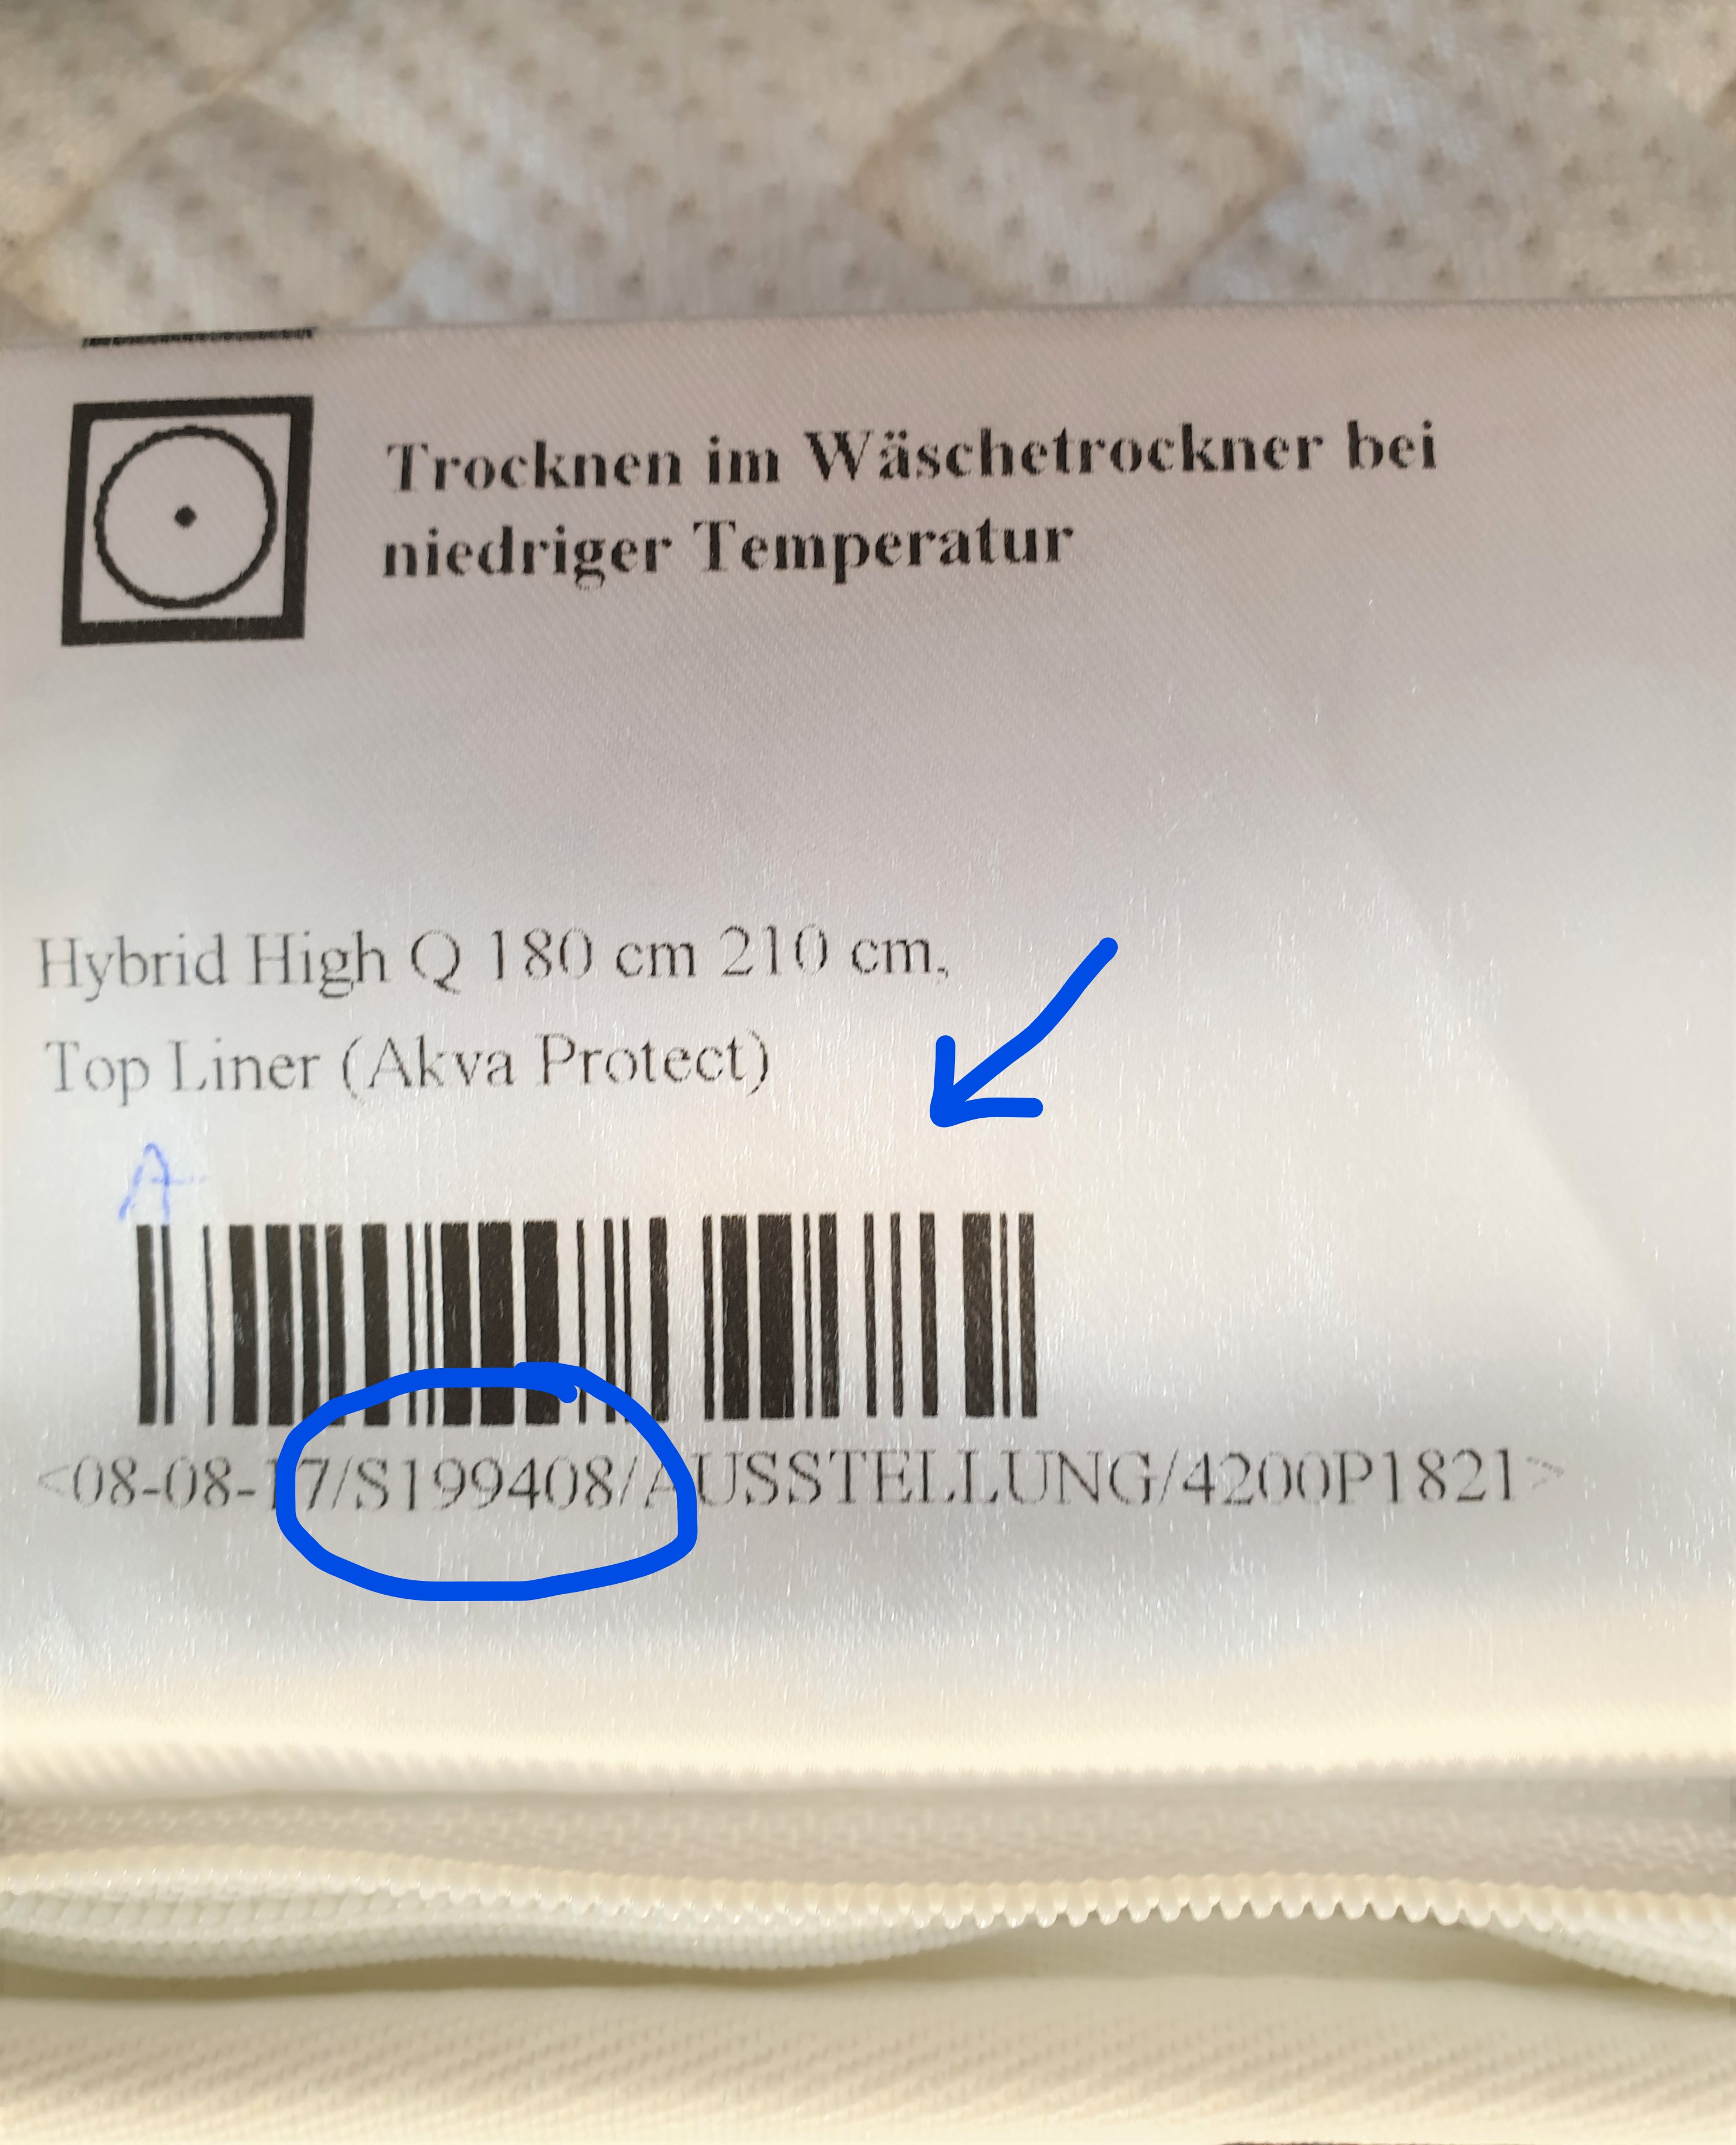 Trocknen im Wäschetrockner bei
niedriger Temperatur
Hybrid High Q 180 cm 210 cm,
Top Liner (Akva Protect)
A
<08-08-17/S199408/AUSSTELLUNG/4200P1821>